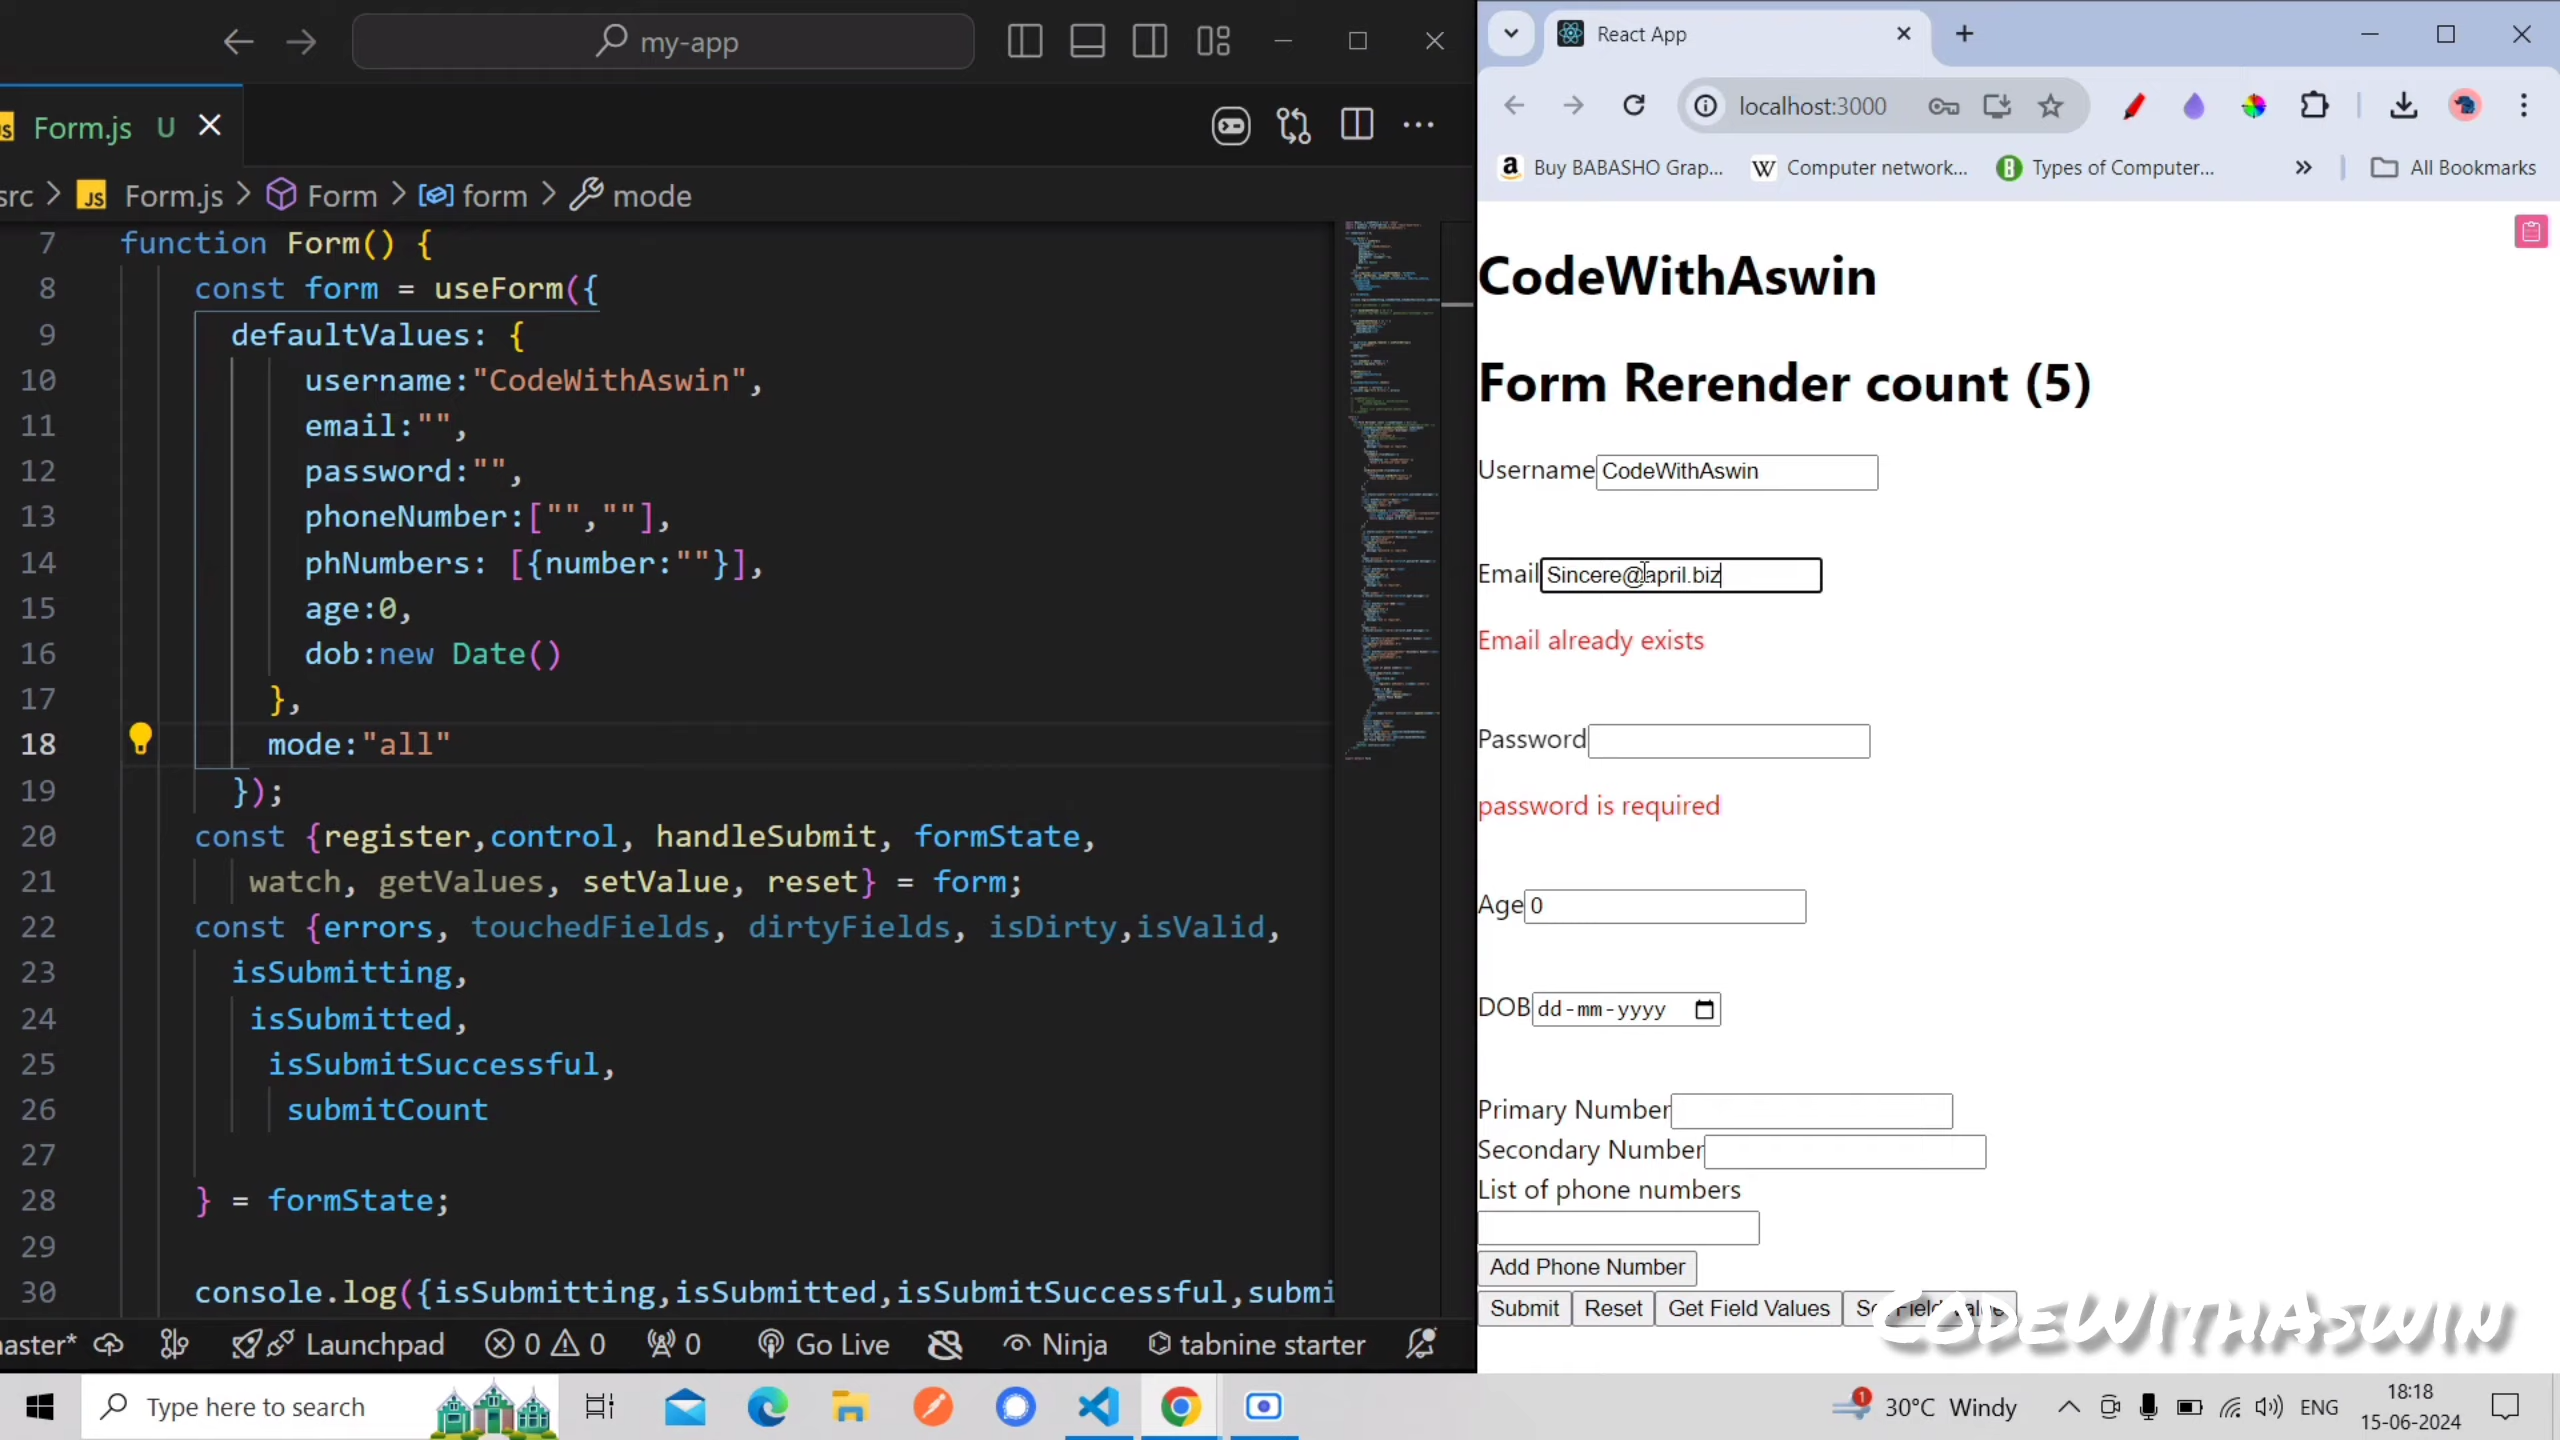 my-app
Form.js U
src > Form.js > Form > form > mode
7 function Form() {
8 const form = useForm({
9 defaultValues: {
10 username:"CodeWithAswin",
11 email:"",
12 password:"",
13 phoneNumber:["",""],
14 phNumbers: [{number:""}],
15 age:0,
16 dob:new Date()
17 },
18 mode:"all"
19 });
20 const {register,control, handleSubmit, formState,
21 watch, getValues, setValue, reset} = form;
22 const {errors, touchedFields, dirtyFields, isDirty,isValid,
23 isSubmitting,
24 isSubmitted,
25 isSubmitSuccessful,
26 submitCount
27
28 } = formState;
29
30 console.log({isSubmitting,isSubmitted,isSubmitSuccessful,submi
aster* Launchpad 0 0 0 Go Live Ninja tabnine starter
React App
localhost:3000
Buy BABASHO Grap... Computer network... Types of Computer... » All Bookmarks
CodeWithAswin
Form Rerender count (5)
Username CodeWithAswin
Email Sincere@april.biz
Email already exists
Password
password is required
Age 0
DOB dd-mm-yyyy
Primary Number
Secondary Number
List of phone numbers
Add Phone Number
Submit Reset Get Field Values Set Field Value
CodeWithAswin
Type here to search
1 30°C Windy ENG 18:18
15-06-2024